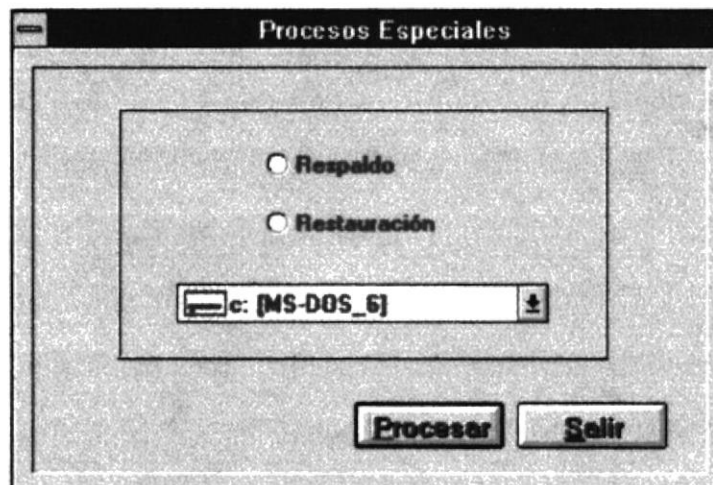 Procesos Especiales
Respaldo
Restauración
c: [MS-DOS_6]
Procesar Salir